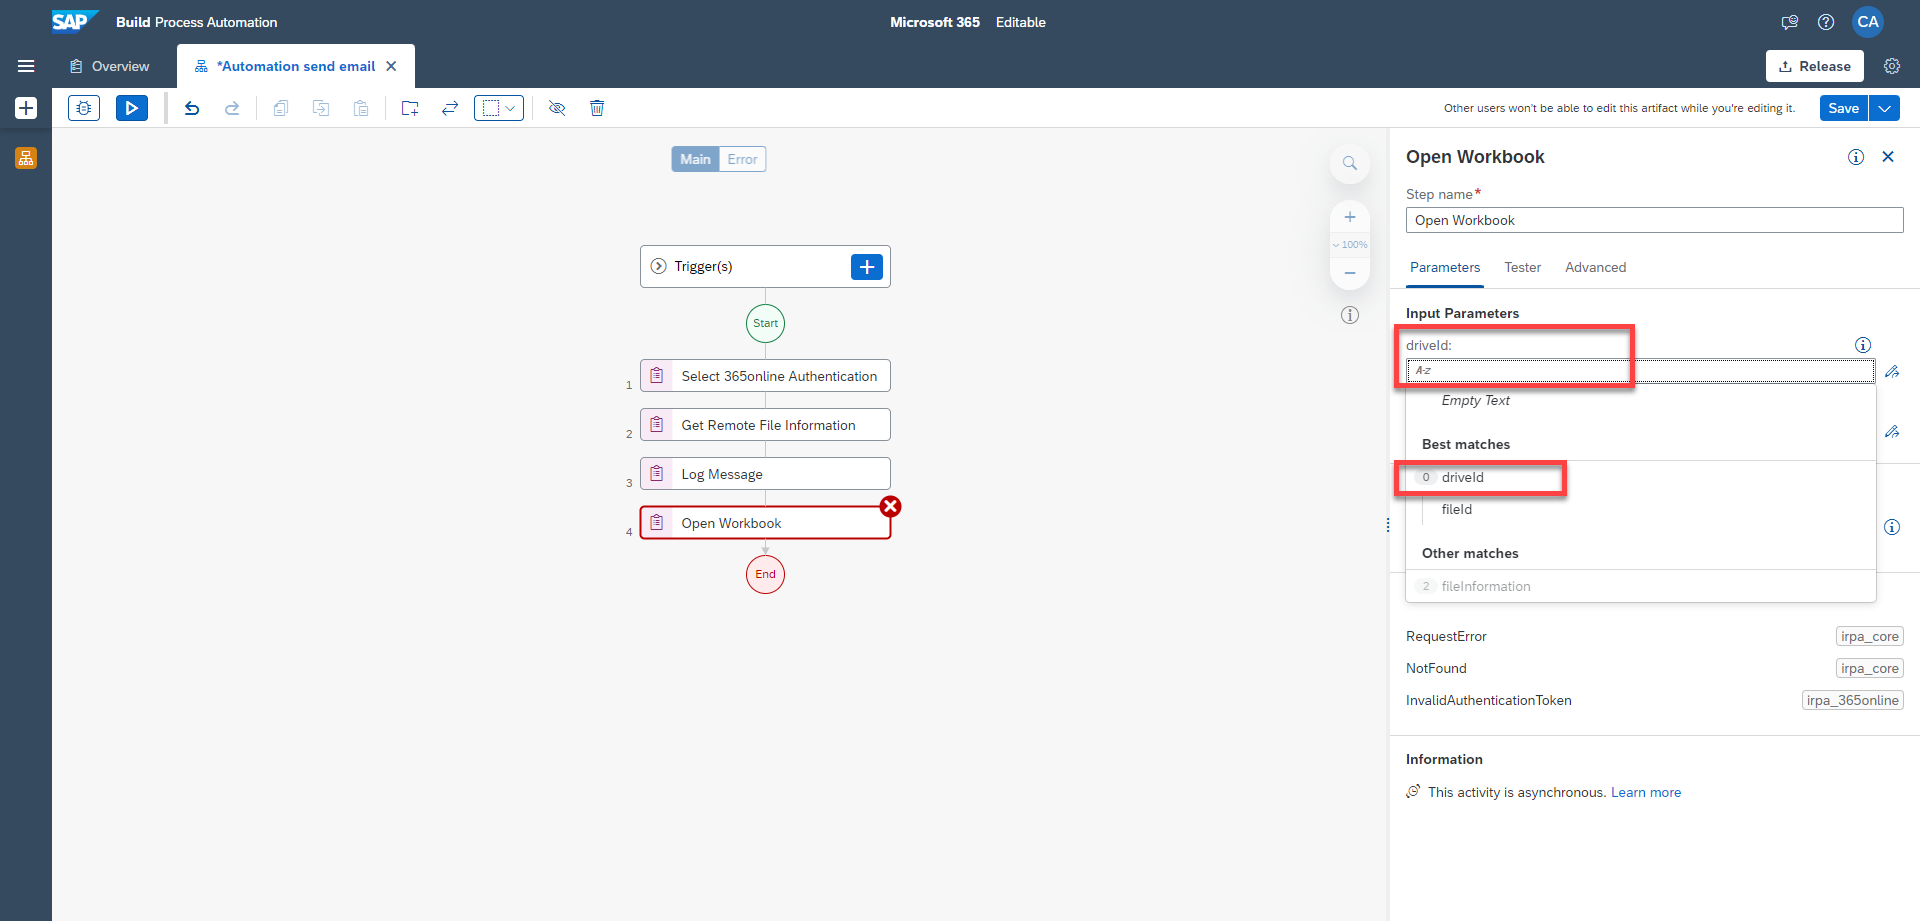 SAP Build Process Automation
Microsoft 365 Editable
CA
Overview
*Automation send email
Release
Other users won't be able to edit this artifact while you're editing it.
Save
Main
Error
100%
Trigger(s)
Start
1 Select 365online Authentication
2 Get Remote File Information
3 Log Message
4 Open Workbook
End
Open Workbook
Step name*
Open Workbook
Parameters Tester Advanced
Input Parameters
driveId:
A-z
Empty Text
Best matches
0 driveId
fileId
Other matches
2 fileInformation
RequestError irpa_core
NotFound irpa_core
InvalidAuthenticationToken irpa_365online
Information
This activity is asynchronous. Learn more